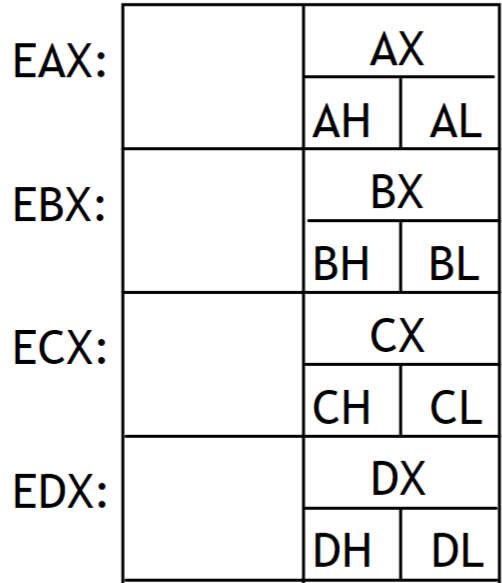 EAX:
AX
AH AL
EBX:
BX
BH BL
ECX:
CX
CH CL
EDX:
DX
DH DL